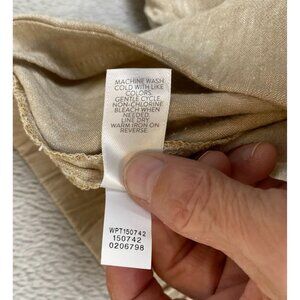 MACHINE WASH
COLD WITH LIKE
COLORS.
GENTLE CYCLE.
NON-CHLORINE
BLEACH WHEN
NEEDED.
LINE DRY.
WARM IRON ON
REVERSE.
WPT150742
150742
0206798